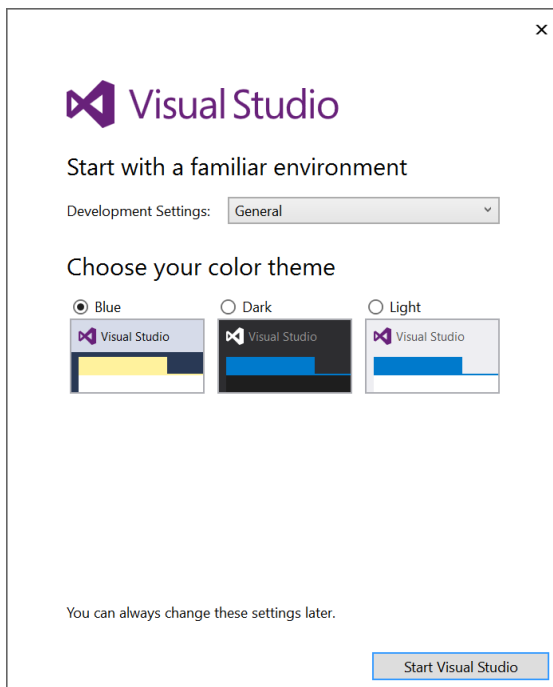 Visual Studio
Start with a familiar environment
Development Settings: General
Choose your color theme
Blue Dark Light
Visual Studio Visual Studio Visual Studio
You can always change these settings later.
Start Visual Studio